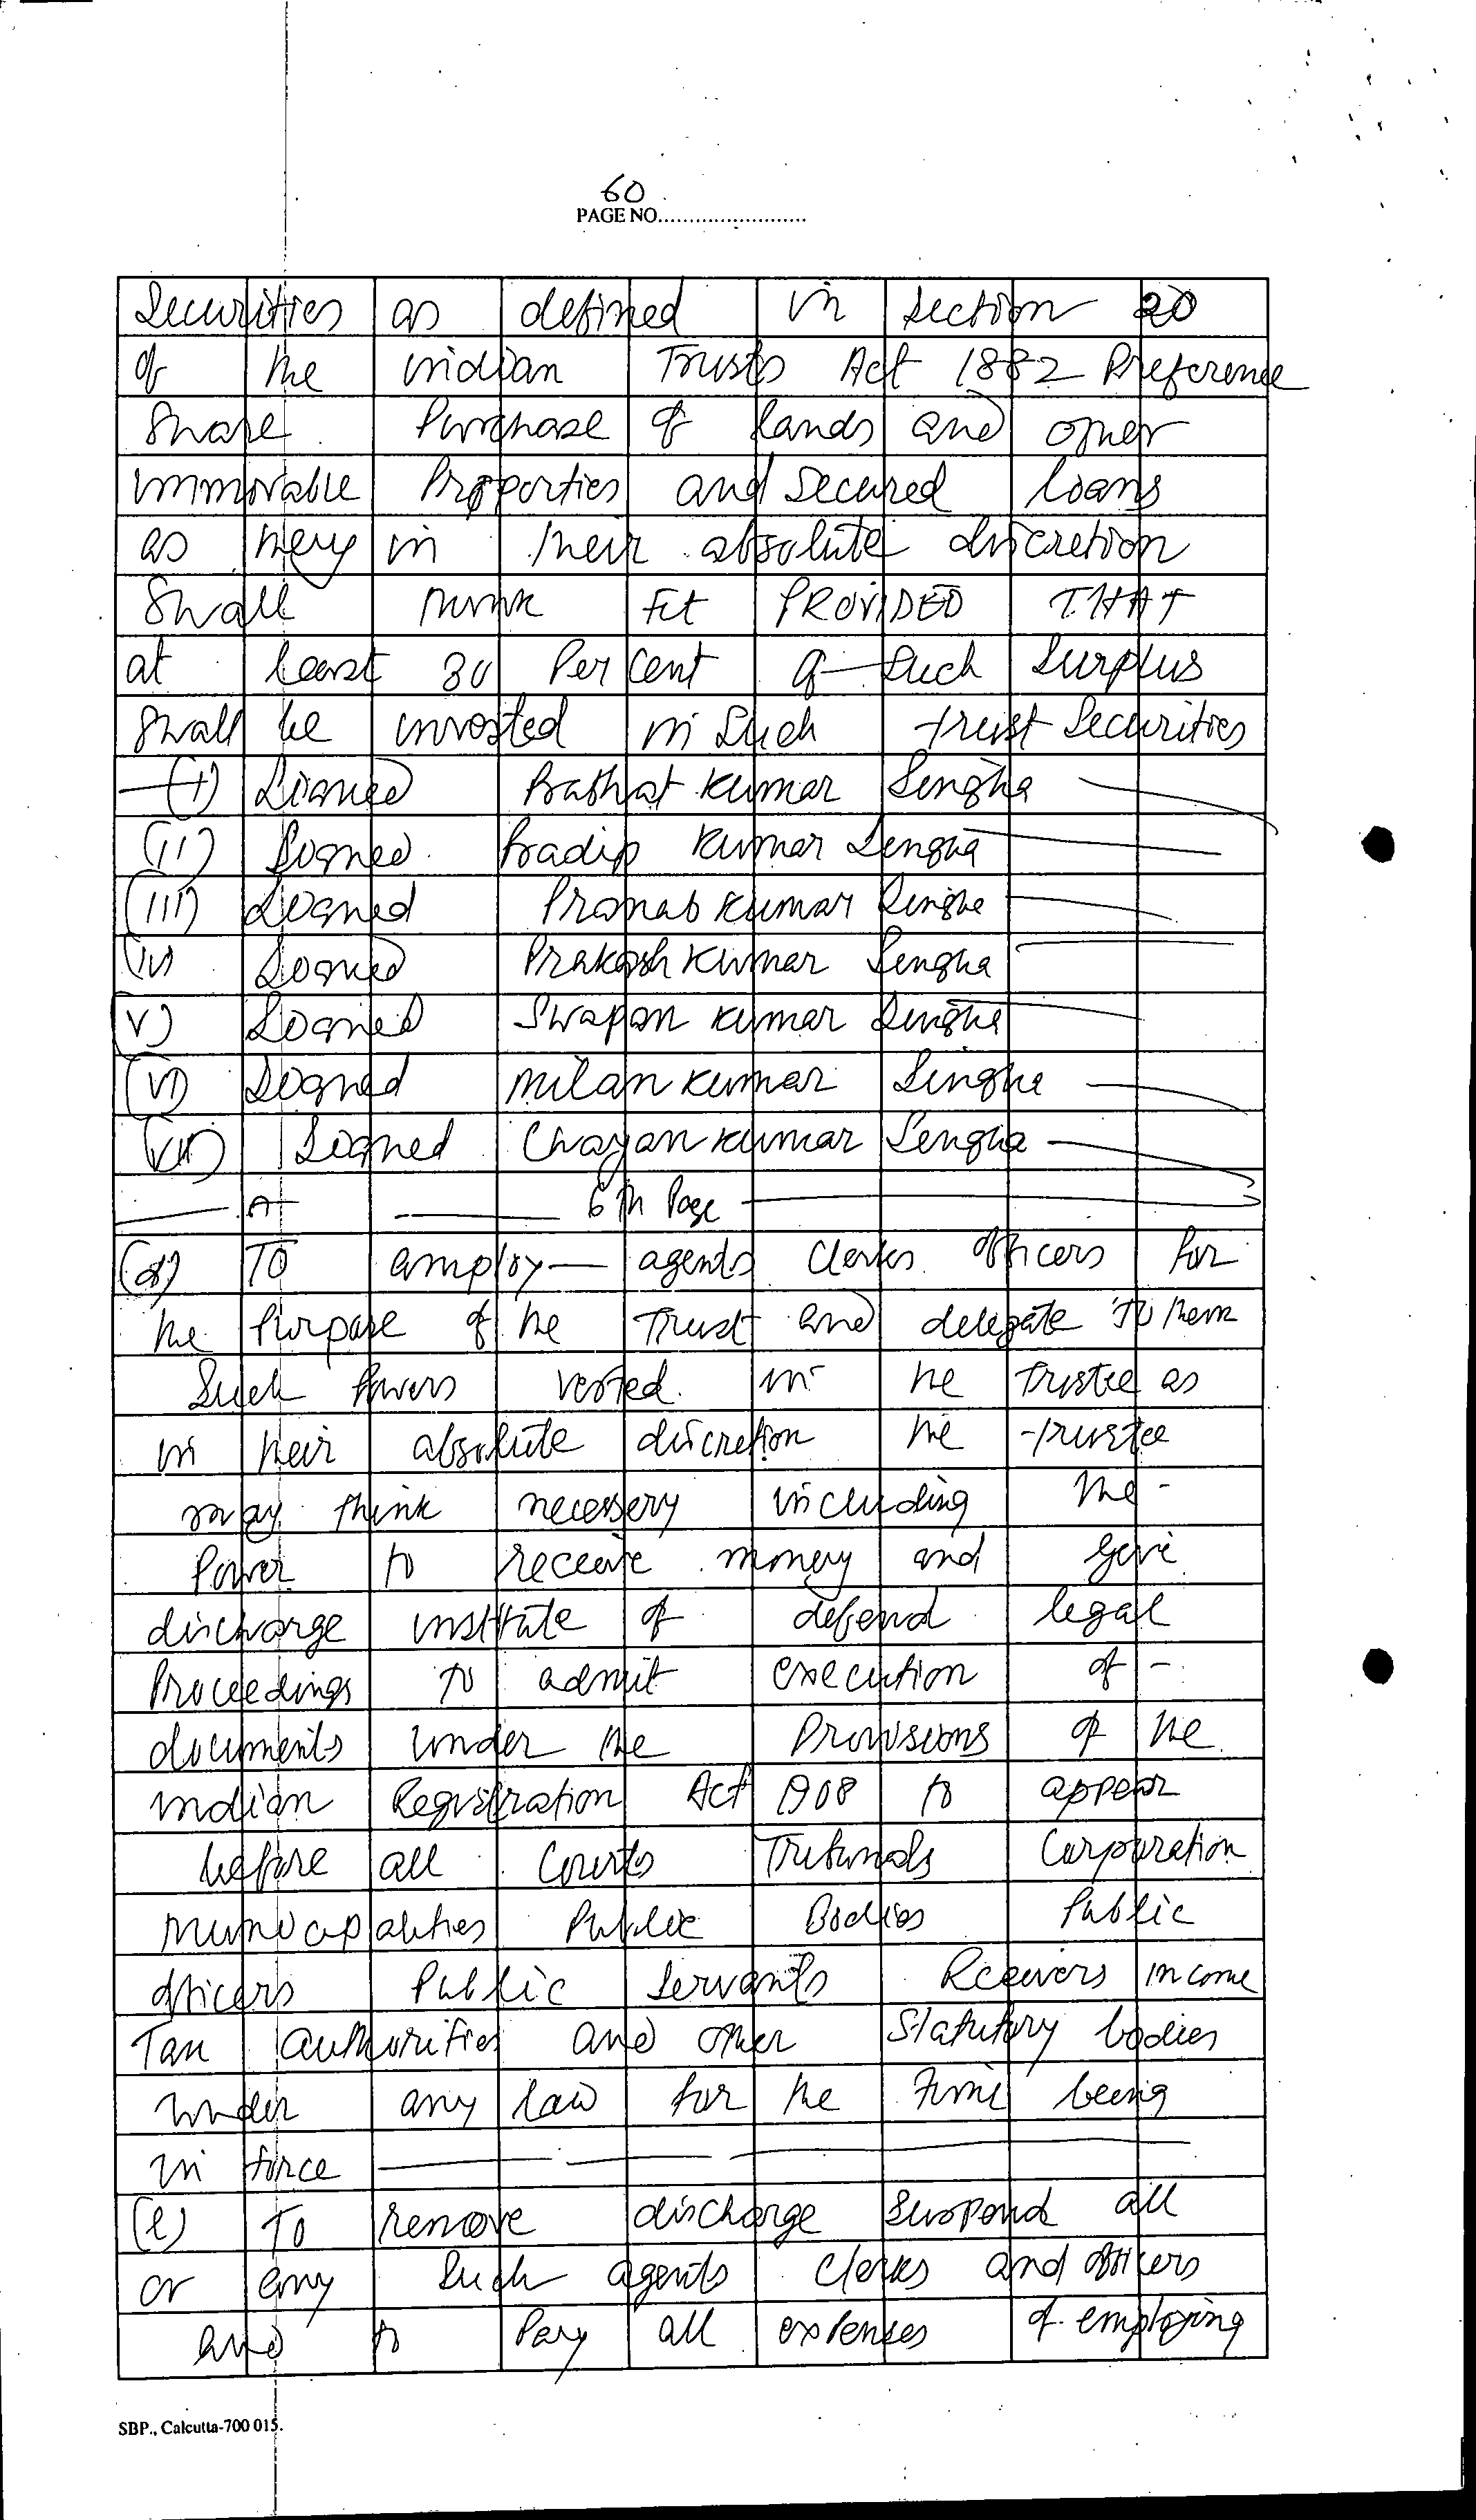 60
PAGE NO........................
Securities as defined in section 20
of the indian Trusts Act 1882 Preference
Share Purchase of lands and other
immovable Properties and secured loans
as they in their absolute discretion
Shall think Fit PROVIDED THAT
at least 30 Per cent of Such Surplus
Shall be invested in Such trust Securities
(i) Signed Prabhat Kumar Singha
(ii) Signed Pradip Kumar Singha
(iii) Signed Pranab Kumar Singha
(iv) Signed Prakash Kumar Singha
(v) Signed Swapan Kumar Singha
(vi) Signed Milan Kumar Singha
(vii) Signed Chayan Kumar Singha
At 6th Page
(d) To employ agents Clerks officers for
the Purpose of the Trust and delegate to them
Such Powers vested in the Trustee as
in their absolute discretion the trustee
may think necessery including the -
Power to receive money and give
discharge institute of defend legal
Proceedings to admit execution of -
documents under the Provisions of the
indian Registration Act 1908 to appear
before all Courts Tribunals Corporation
municipalities Public Bodies Public
officers Public Servants Receivers income
Tax authorities and other Statutory bodies
under any law for the time being
in force
(e) To remove discharge Suspend all
or any Such agents Clerks and officers
and to Pay all expenses of employing
SBP., Calcutta-700 015.